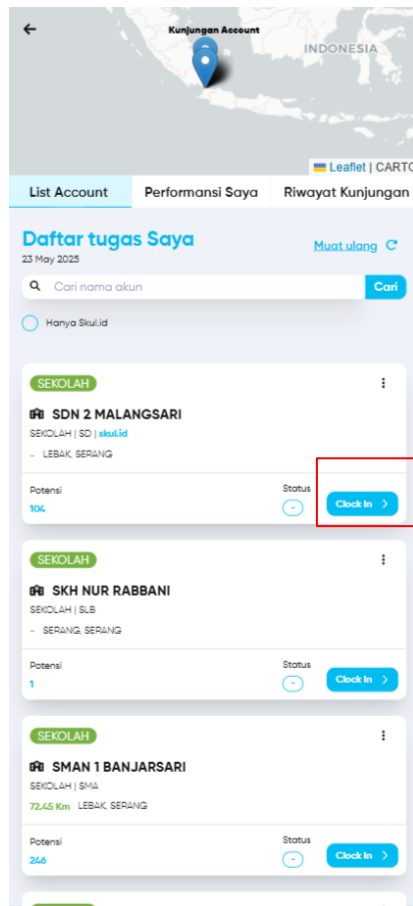 Kunjungan Account
INDONESIA
Leaflet | CARTO
List Account
Performansi Saya
Riwayat Kunjungan
Daftar tugas Saya
23 May 2025
Muat ulang
Cari nama akun
Cari
Hanya Skul.id
SEKOLAH
SDN 2 MALANGSARI
SEKOLAH | SD | skul.id
- LEBAK, SERANG
Potensi
104
Status
-
Clock In
SEKOLAH
SKH NUR RABBANI
SEKOLAH | SLB
- SERANG, SERANG
Potensi
1
Status
-
Clock In
SEKOLAH
SMAN 1 BANJARSARI
SEKOLAH | SMA
72.45 Km LEBAK, SERANG
Potensi
246
Status
-
Clock In